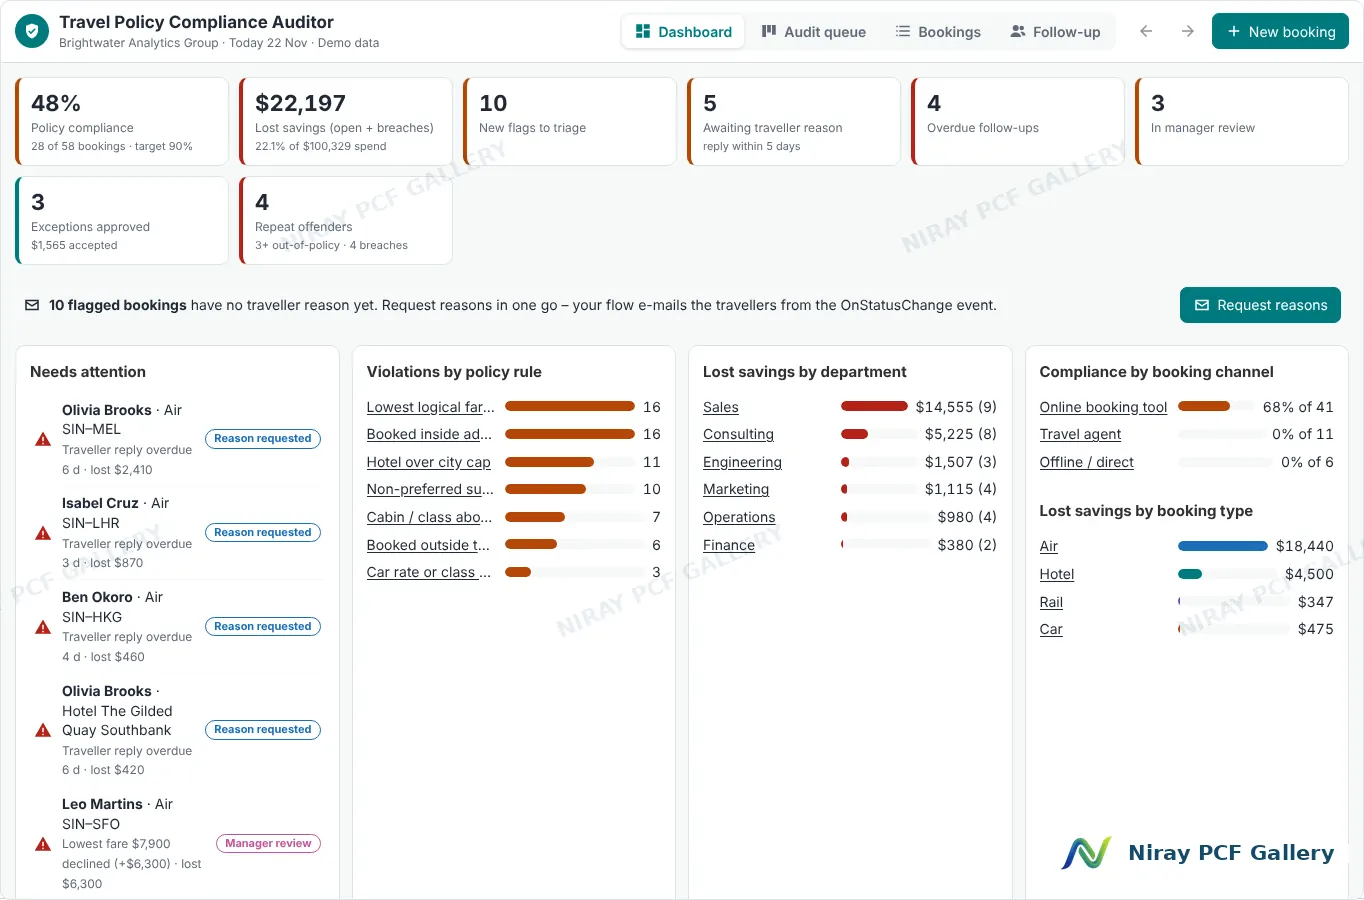 Travel Policy Compliance Auditor
Brightwater Analytics Group · Today 22 Nov · Demo data
Dashboard
Audit queue
Bookings
Follow-up
New booking
48%
Policy compliance
28 of 58 bookings · target 90%
$22,197
Lost savings (open + breaches)
22.1% of $100,329 spend
10
New flags to triage
5
Awaiting traveller reason
reply within 5 days
4
Overdue follow-ups
3
In manager review
3
Exceptions approved
$1,565 accepted
4
Repeat offenders
3+ out-of-policy · 4 breaches
10 flagged bookings have no traveller reason yet. Request reasons in one go – your flow e-mails the travellers from the OnStatusChange event.
Request reasons
Needs attention
Olivia Brooks · Air
SIN–MEL
Traveller reply overdue
6 d · lost $2,410
Reason requested
Isabel Cruz · Air
SIN–LHR
Traveller reply overdue
3 d · lost $870
Reason requested
Ben Okoro · Air
SIN–HKG
Traveller reply overdue
4 d · lost $460
Reason requested
Olivia Brooks ·
Hotel The Gilded
Quay Southbank
Traveller reply overdue
6 d · lost $420
Reason requested
Leo Martins · Air
SIN–SFO
Lowest fare $7,900
declined (+$6,300) · lost
$6,300
Manager review
Violations by policy rule
Lowest logical far... 16
Booked inside ad... 16
Hotel over city cap 11
Non-preferred su... 10
Cabin / class abo... 7
Booked outside t... 6
Car rate or class ... 3
Lost savings by department
Sales $14,555 (9)
Consulting $5,225 (8)
Engineering $1,507 (3)
Marketing $1,115 (4)
Operations $980 (4)
Finance $380 (2)
Compliance by booking channel
Online booking tool 68% of 41
Travel agent 0% of 11
Offline / direct 0% of 6
Lost savings by booking type
Air $18,440
Hotel $4,500
Rail $347
Car $475
NIRAY PCF GALLERY
NIRAY PCF GALLERY
PCF GALLERY
NIRAY PCF GALLERY
NIRAY PCF GALLERY
Niray PCF Gallery